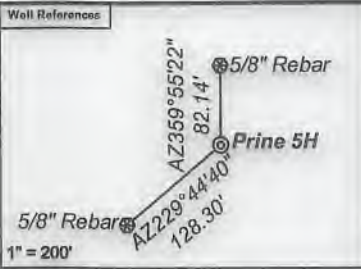 Well References
5/8" Rebar
AZ359°55'22"
82.14'
Prine 5H
AZ229°44'40"
128.30'
5/8" Rebar
1" = 200'